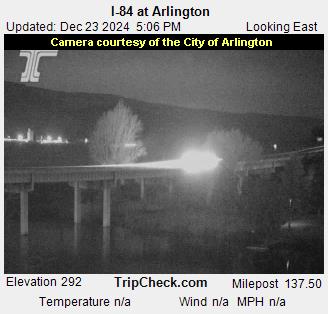 I-84 at Arlington
Updated: Dec 23 2024 5:06 PM Looking East
Camera courtesy of the City of Arlington
Elevation 292 TripCheck.com Milepost 137.50
Temperature n/a Wind n/a MPH n/a